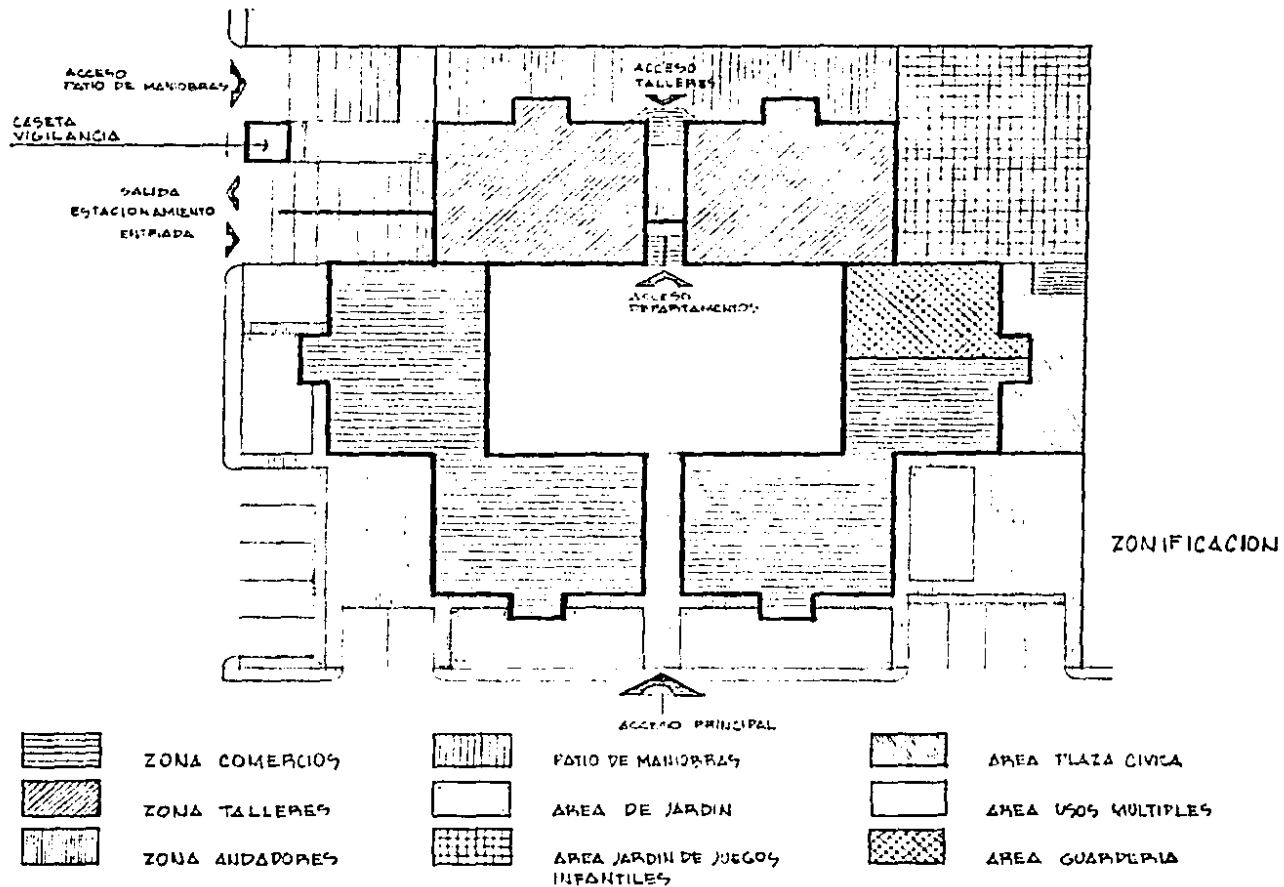 ACCESO
PATIO DE MANIOBRAS
CASETA
VIGILANCIA
SALIDA
ESTACIONAMIENTO
ENTRADA
ACCESO
TALLERES
ACCESO
DEPARTAMENTOS
ZONIFICACION
ACCESO PRINCIPAL
ZONA COMERCIOS
PATIO DE MANIOBRAS
AREA PLAZA CIVICA
ZONA TALLERES
AREA DE JARDIN
AREA USOS MULTIPLES
ZONA ANDADORES
AREA JARDIN DE JUEGOS
INFANTILES
AREA GUARDERIA